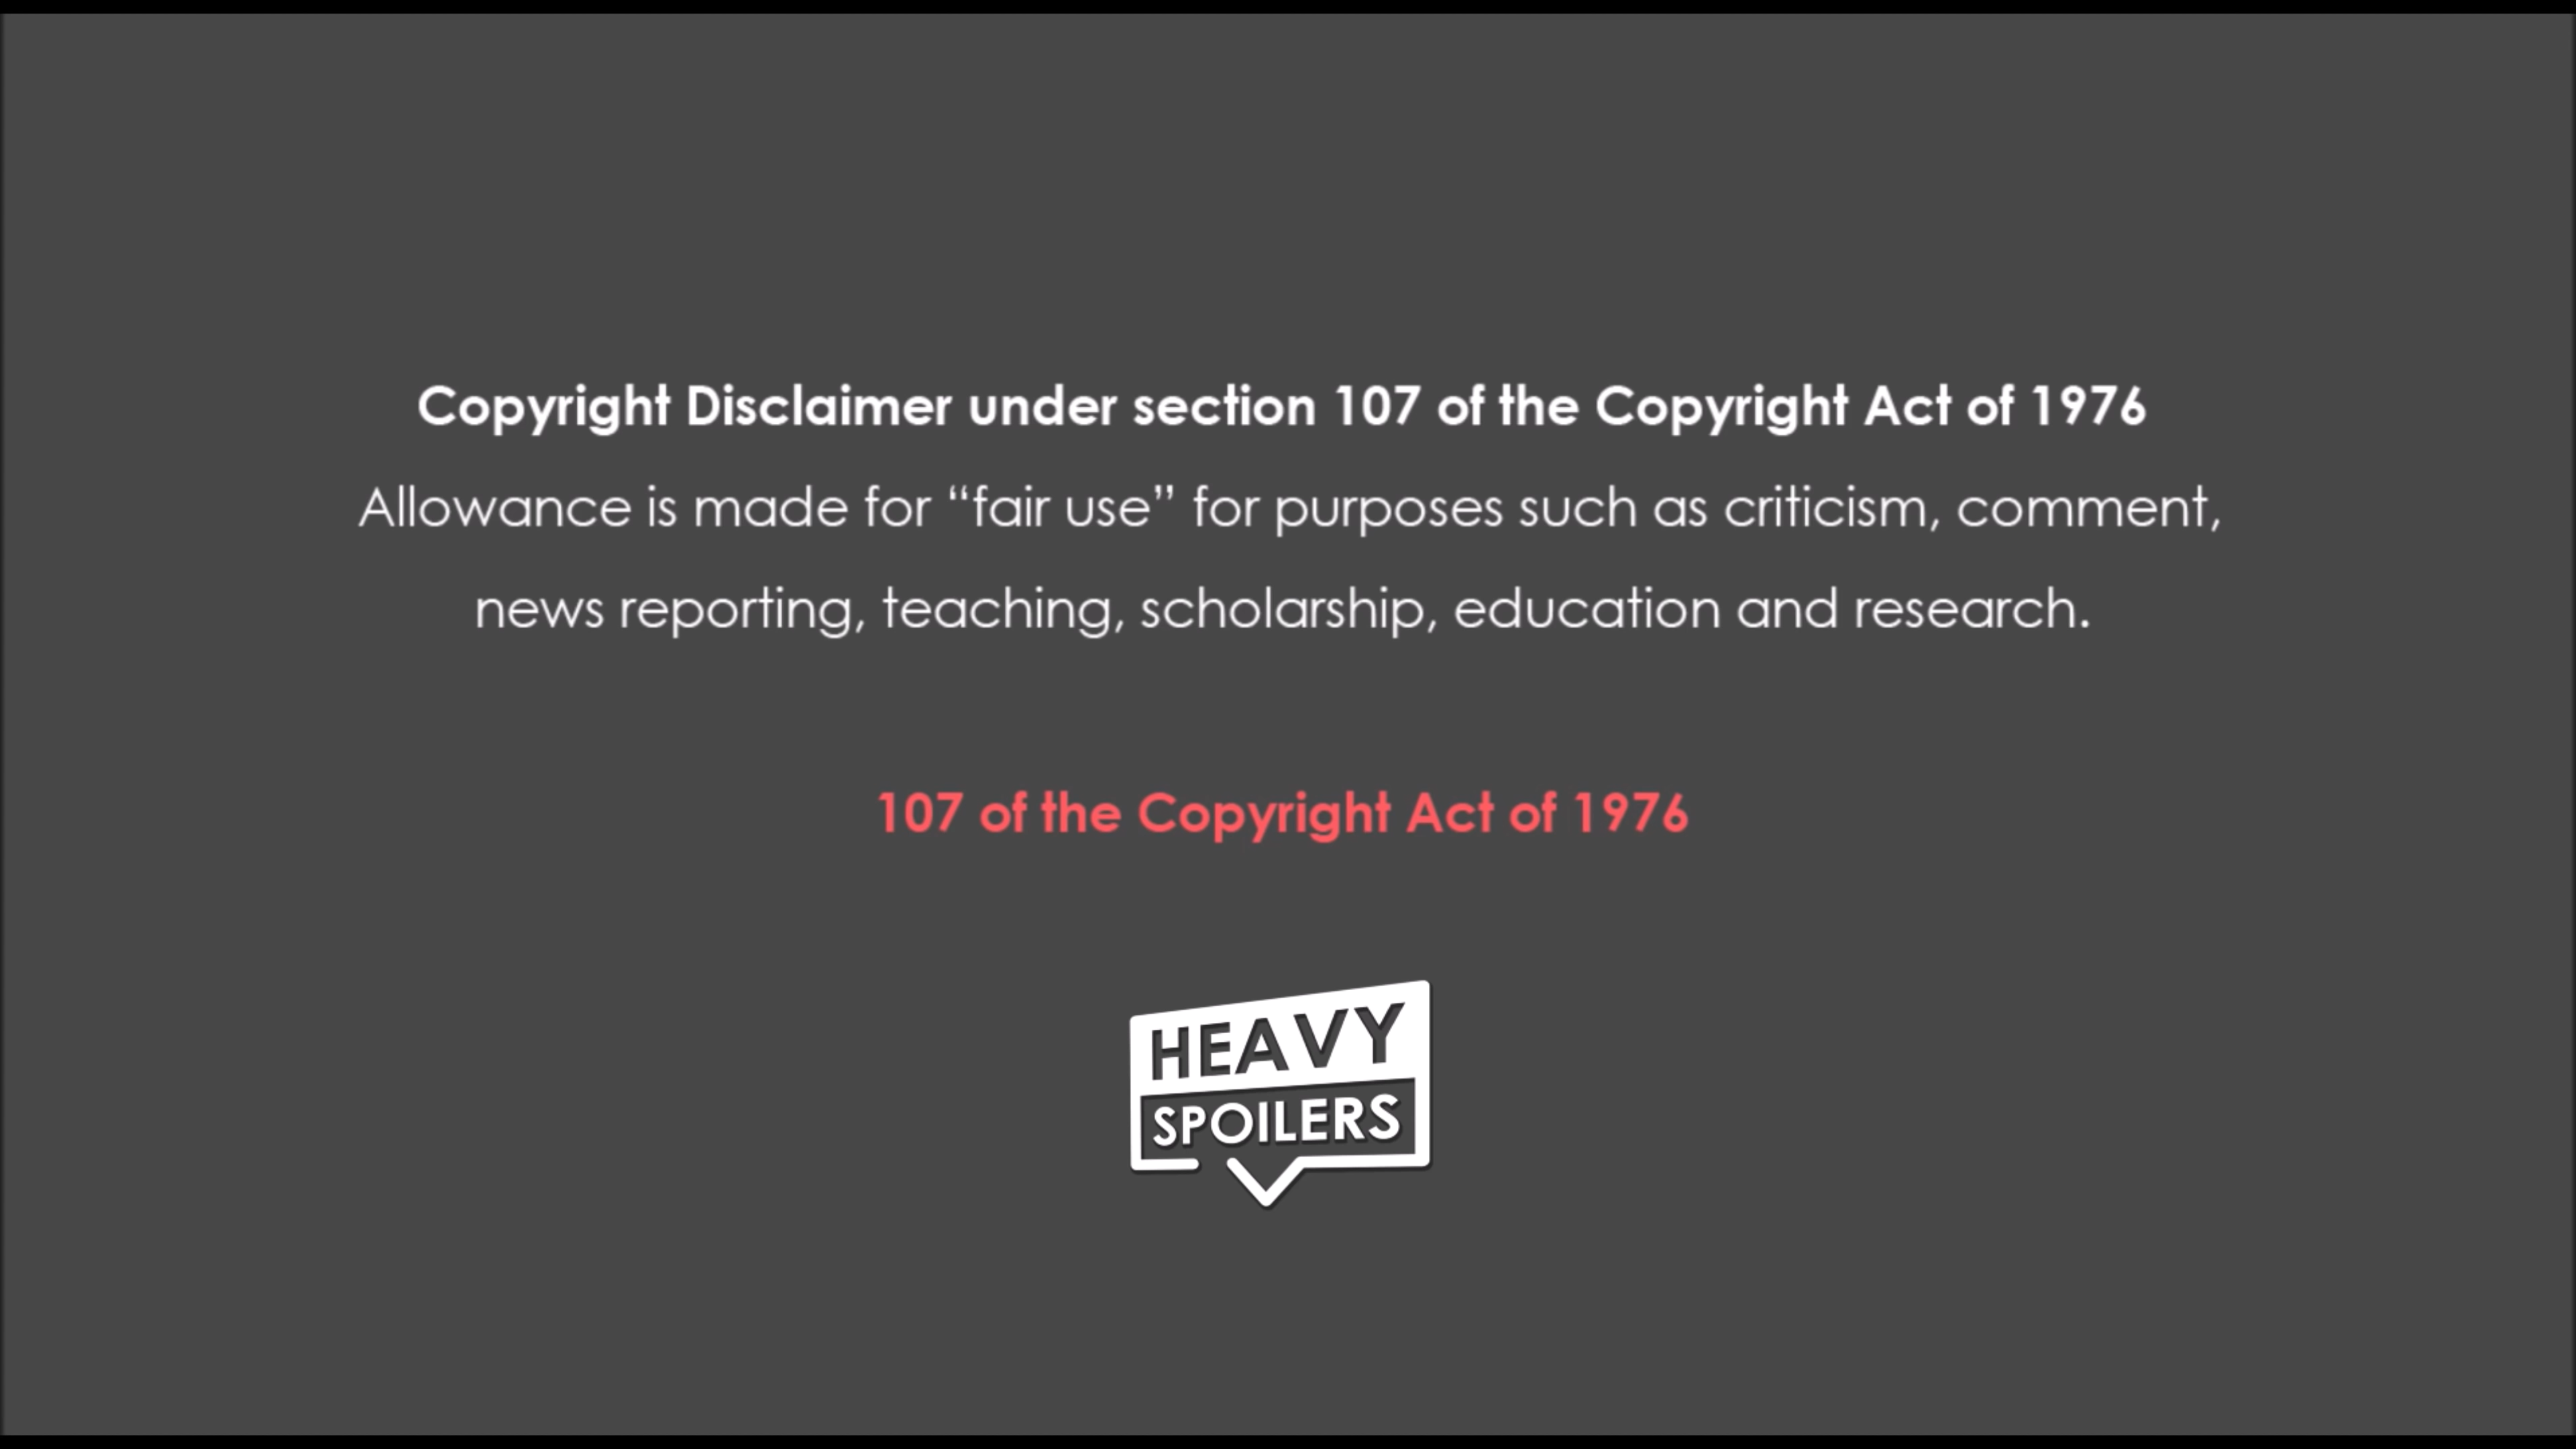 Copyright Disclaimer under section 107 of the Copyright Act of 1976
Allowance is made for “fair use” for purposes such as criticism, comment,
news reporting, teaching, scholarship, education and research.
107 of the Copyright Act of 1976
HEAVY
SPOILERS